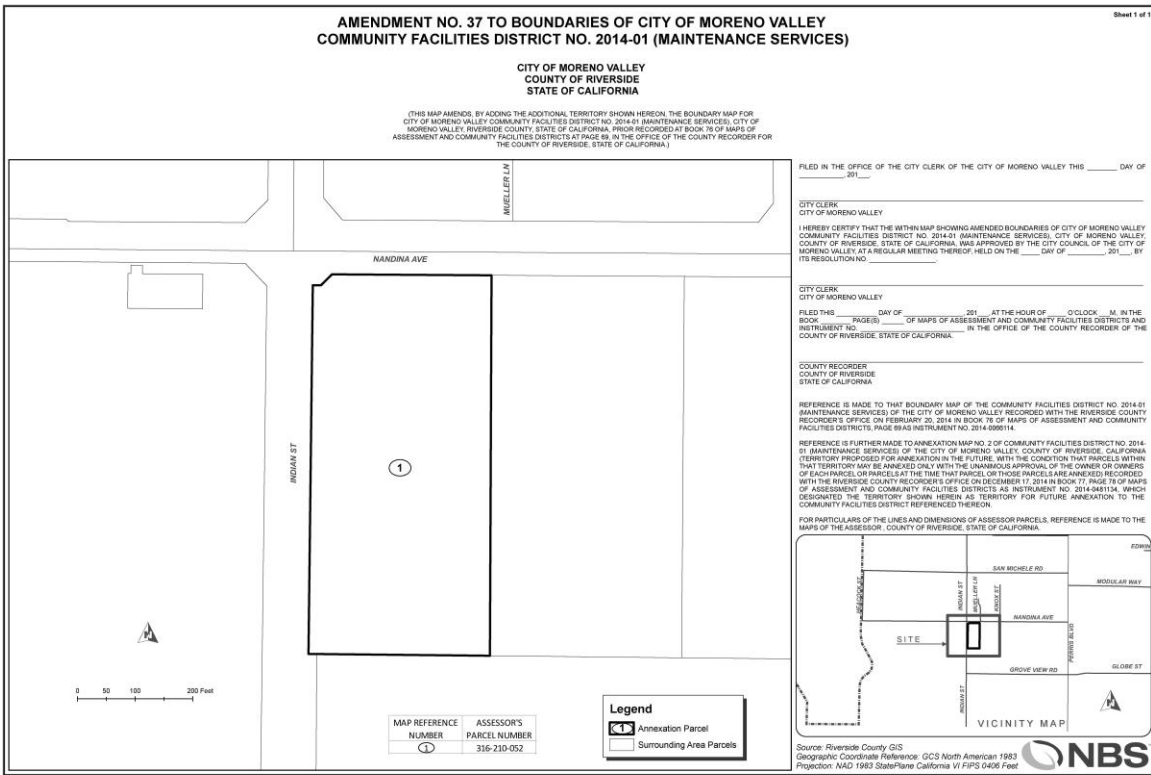 Sheet 1 of 1
AMENDMENT NO. 37 TO BOUNDARIES OF CITY OF MORENO VALLEY
COMMUNITY FACILITIES DISTRICT NO. 2014-01 (MAINTENANCE SERVICES)
CITY OF MORENO VALLEY
COUNTY OF RIVERSIDE
STATE OF CALIFORNIA
(THIS MAP AMENDS, BY ADDING THE ADDITIONAL TERRITORY SHOWN HEREON, THE BOUNDARY MAP FOR
CITY OF MORENO VALLEY COMMUNITY FACILITIES DISTRICT NO. 2014-01 (MAINTENANCE SERVICES), CITY OF
MORENO VALLEY, RIVERSIDE COUNTY, STATE OF CALIFORNIA, PRIOR RECORDED AT BOOK 76 OF MAPS OF
ASSESSMENT AND COMMUNITY FACILITIES DISTRICTS AT PAGE 69, IN THE OFFICE OF THE COUNTY RECORDER FOR
THE COUNTY OF RIVERSIDE, STATE OF CALIFORNIA.)
MUELLER LN
NANDINA AVE
INDIAN ST
1
0 50 100 200 Feet
MAP REFERENCE NUMBER ASSESSOR'S PARCEL NUMBER
1 316-210-052
Legend
1 Annexation Parcel
Surrounding Area Parcels
FILED IN THE OFFICE OF THE CITY CLERK OF THE CITY OF MORENO VALLEY THIS _______ DAY OF
__________, 201___.
CITY CLERK
CITY OF MORENO VALLEY
I HEREBY CERTIFY THAT THE WITHIN MAP SHOWING AMENDED BOUNDARIES OF CITY OF MORENO VALLEY
COMMUNITY FACILITIES DISTRICT NO. 2014-01 (MAINTENANCE SERVICES), CITY OF MORENO VALLEY,
COUNTY OF RIVERSIDE, STATE OF CALIFORNIA, WAS APPROVED BY THE CITY COUNCIL OF THE CITY OF
MORENO VALLEY, AT A REGULAR MEETING THEREOF, HELD ON THE ____ DAY OF ________, 201___, BY
ITS RESOLUTION NO. ______________.
CITY CLERK
CITY OF MORENO VALLEY
FILED THIS ________ DAY OF ____________, 201___, AT THE HOUR OF ____ O'CLOCK ___M, IN THE
BOOK ______ PAGE(S) _____ OF MAPS OF ASSESSMENT AND COMMUNITY FACILITIES DISTRICTS AND
INSTRUMENT NO. ____________________ IN THE OFFICE OF THE COUNTY RECORDER OF THE
COUNTY OF RIVERSIDE, STATE OF CALIFORNIA.
COUNTY RECORDER
COUNTY OF RIVERSIDE
STATE OF CALIFORNIA
REFERENCE IS MADE TO THAT BOUNDARY MAP OF THE COMMUNITY FACILITIES DISTRICT NO. 2014-01
(MAINTENANCE SERVICES) OF THE CITY OF MORENO VALLEY RECORDED WITH THE RIVERSIDE COUNTY
RECORDER'S OFFICE ON FEBRUARY 20, 2014 IN BOOK 76 OF MAPS OF ASSESSMENT AND COMMUNITY
FACILITIES DISTRICTS, PAGE 69 AS INSTRUMENT NO.
REFERENCE IS FURTHER MADE TO ANNEXATION MAP NO. 2 OF COMMUNITY FACILITIES DISTRICT NO. 2014-
01 (MAINTENANCE SERVICES) OF THE CITY OF MORENO VALLEY, COUNTY OF RIVERSIDE, CALIFORNIA
(TERRITORY PROPOSED FOR ANNEXATION IN THE FUTURE, WITH THE CONDITION THAT PARCELS WITHIN
THAT TERRITORY MAY BE ANNEXED ONLY WITH THE UNANIMOUS APPROVAL OF THE OWNER OR OWNERS
OF EACH PARCEL OR PARCELS AT THE TIME THAT PARCEL OR THOSE PARCELS ARE ANNEXED) RECORDED
WITH THE RIVERSIDE COUNTY RECORDER'S OFFICE ON DECEMBER 17, 2014 IN BOOK 77, PAGE 78 OF MAPS
OF ASSESSMENT AND COMMUNITY FACILITIES DISTRICTS AS INSTRUMENT NO. 2014-0481134, WHICH
DESIGNATED THE TERRITORY SHOWN HEREIN AS TERRITORY FOR FUTURE ANNEXATION TO THE
COMMUNITY FACILITIES DISTRICT REFERENCED THEREON.
FOR PARTICULARS OF THE LINES AND DIMENSIONS OF ASSESSOR PARCELS, REFERENCE IS MADE TO THE
MAPS OF THE ASSESSOR , COUNTY OF RIVERSIDE, STATE OF CALIFORNIA.
EDWIN
SAN MICHELE RD
MODULAR WAY
HEACOCK ST
INDIAN ST
MUELLER LN
KNOX ST
NANDINA AVE
SITE
PERRIS BLVD
GROVE VIEW RD
GLOBE ST
INDIAN ST
VICINITY MAP
Source: Riverside County GIS
Geographic Coordinate Reference: GCS North American 1983
Projection: NAD 1983 StatePlane California VI FIPS 0406 Feet
NBS